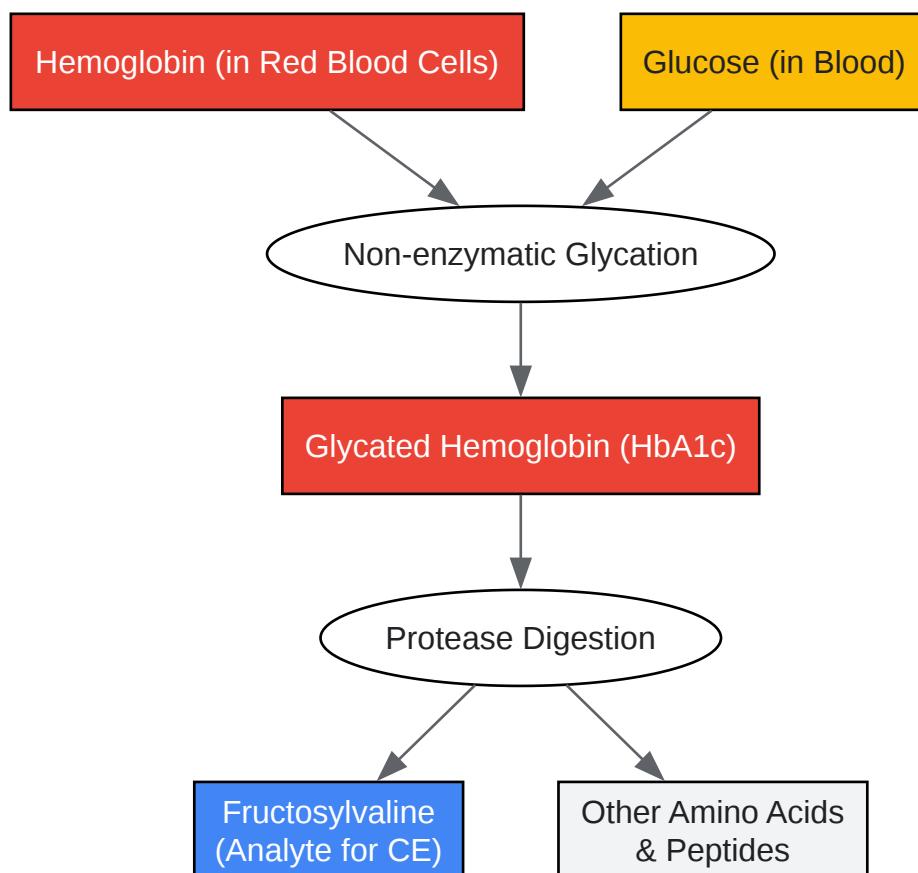 Hemoglobin (in Red Blood Cells)
Glucose (in Blood)
Non-enzymatic Glycation
Glycated Hemoglobin (HbA1c)
Protease Digestion
Fructosylvaline
(Analyte for CE)
Other Amino Acids
& Peptides